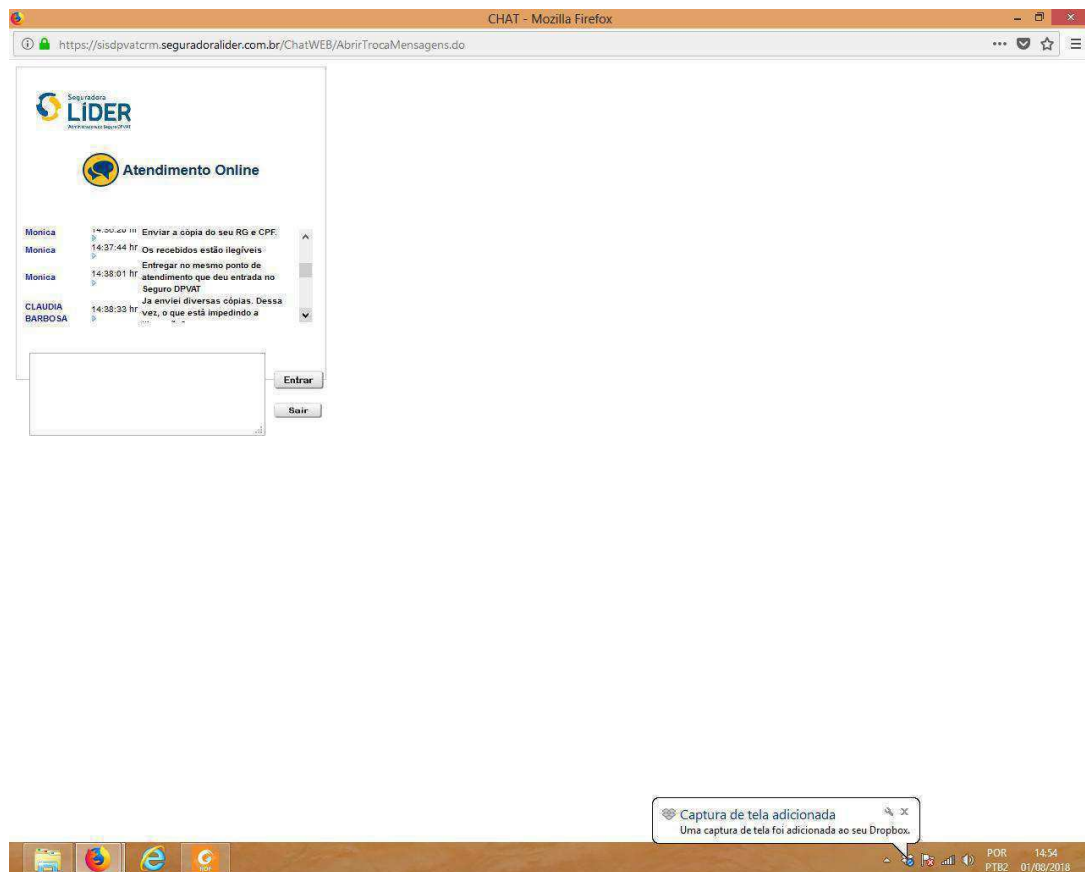 CHAT - Mozilla Firefox
https://sisdpvatcrm.seguradoralider.com.br/ChatWEB/AbrirTrocaMensagens.do
Seguradora
LÍDER
Atendimento Online
Monica Enviar a cópia do seu RG e CPF.
Monica 14:37:44 hr Os recebidos estão ilegíveis
Entregar no mesmo ponto de
Monica 14:38:01 hr atendimento que deu entrada no
Seguro DPVAT
CLAUDIA Ja enviei diversas cópias. Dessa
BARBOSA 14:38:33 hr vez, o que está impedindo a
Entrar
Sair
Captura de tela adicionada
Uma captura de tela foi adicionada ao seu Dropbox.
POR 14:54
PTB2 01/08/2018